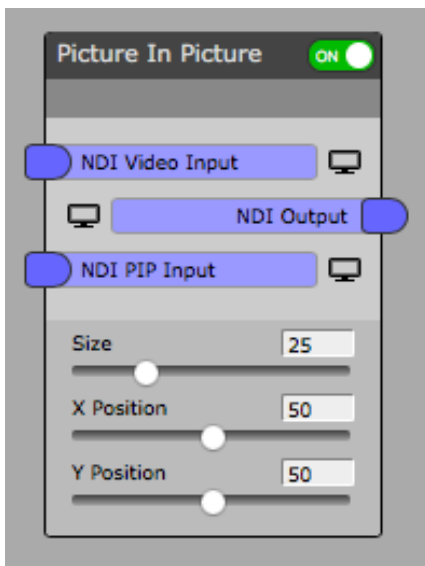 Picture In Picture ON
NDI Video Input
NDI Output
NDI PIP Input
Size 25
X Position 50
Y Position 50